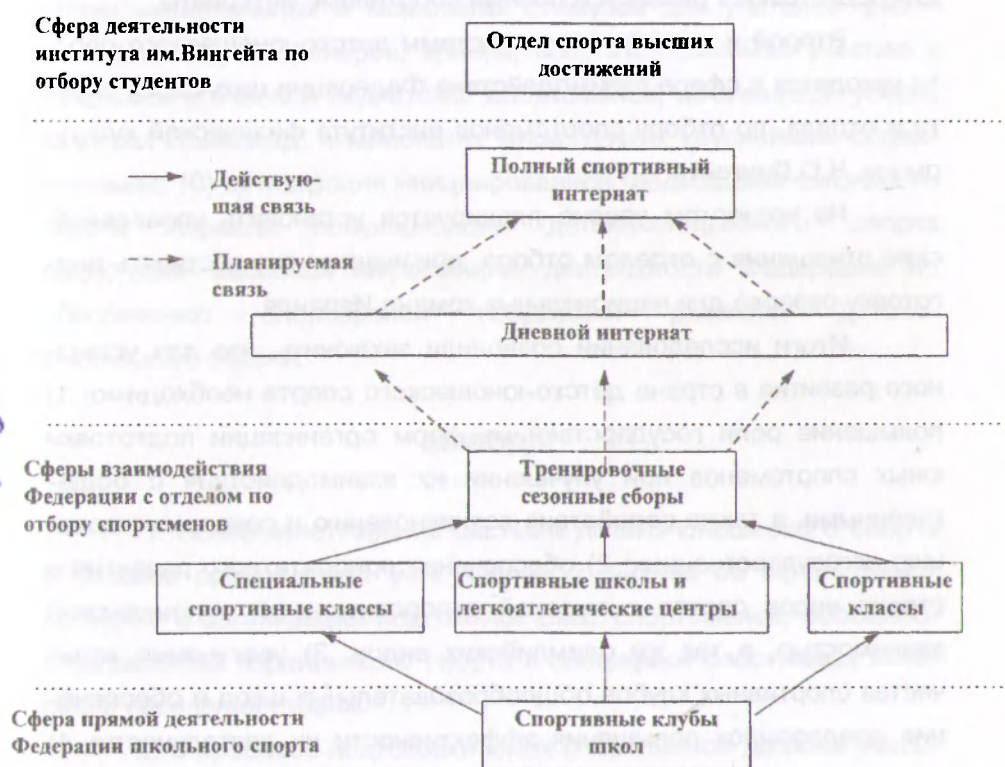 Сфера деятельности
института им.Вингейта по
отбору студентов
Отдел спорта высших
достижений
Действую-
щая связь
Планируемая
связь
Полный спортивный
интернат
Дневной интернат
Сферы взаимодействия
Федерации с отделом по
отбору спортсменов
Тренировочные
сезонные сборы
Специальные
спортивные классы
Спортивные школы и
легкоатлетические центры
Спортивные
классы
Сфера прямой деятельности
Федерации школьного спорта
Спортивные клубы
школ